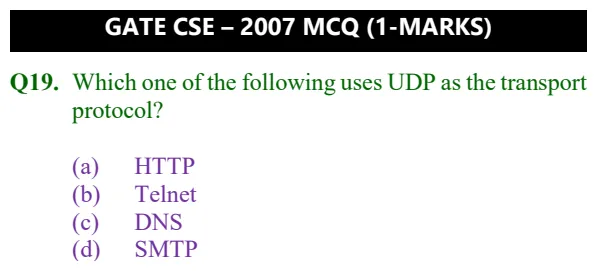 GATE CSE – 2007 MCQ (1-MARKS)
Q19. Which one of the following uses UDP as the transport
protocol?
(a) HTTP
(b) Telnet
(c) DNS
(d) SMTP